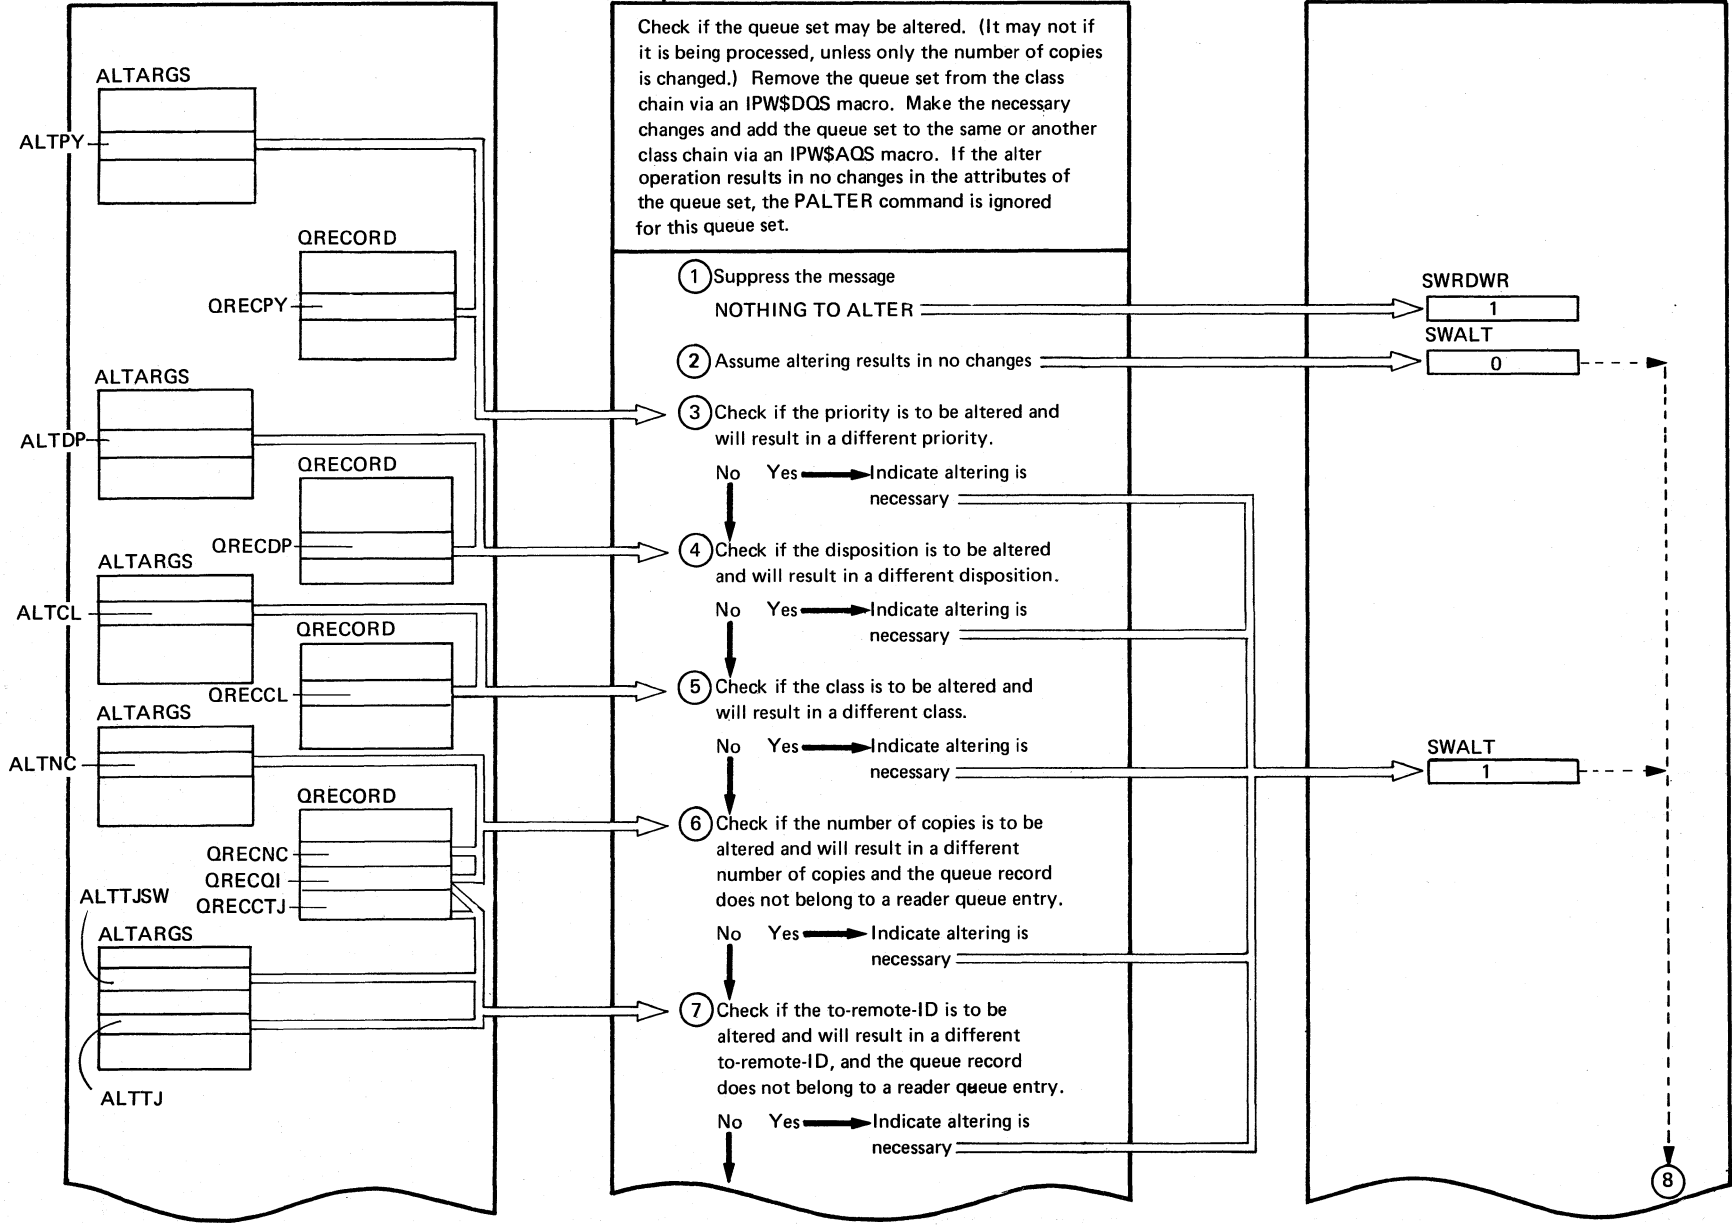 Check if the queue set may be altered. (It may not if
it is being processed, unless only the number of copies
is changed.) Remove the queue set from the class
chain via an IPW$DQS macro. Make the necessary
changes and add the queue set to the same or another
class chain via an IPW$AQS macro. If the alter
operation results in no changes in the attributes of
the queue set, the PALTER command is ignored
for this queue set.
ALTARGS
ALTPY
QRECORD
QRECPY
ALTARGS
ALTDP
QRECORD
QRECDP
ALTARGS
ALTCL
QRECORD
QRECCL
ALTARGS
ALTNC
QRECORD
QRECNC
QRECQI
QRECCTJ
ALTTJSW
ALTARGS
ALTTJ
1 Suppress the message
NOTHING TO ALTER
2 Assume altering results in no changes
3 Check if the priority is to be altered and
will result in a different priority.
No Yes Indicate altering is
necessary
4 Check if the disposition is to be altered
and will result in a different disposition.
No Yes Indicate altering is
necessary
5 Check if the class is to be altered and
will result in a different class.
No Yes Indicate altering is
necessary
6 Check if the number of copies is to be
altered and will result in a different
number of copies and the queue record
does not belong to a reader queue entry.
No Yes Indicate altering is
necessary
7 Check if the to-remote-ID is to be
altered and will result in a different
to-remote-ID, and the queue record
does not belong to a reader queue entry.
No Yes Indicate altering is
necessary
SWRDWR
1
SWALT
0
SWALT
1
8